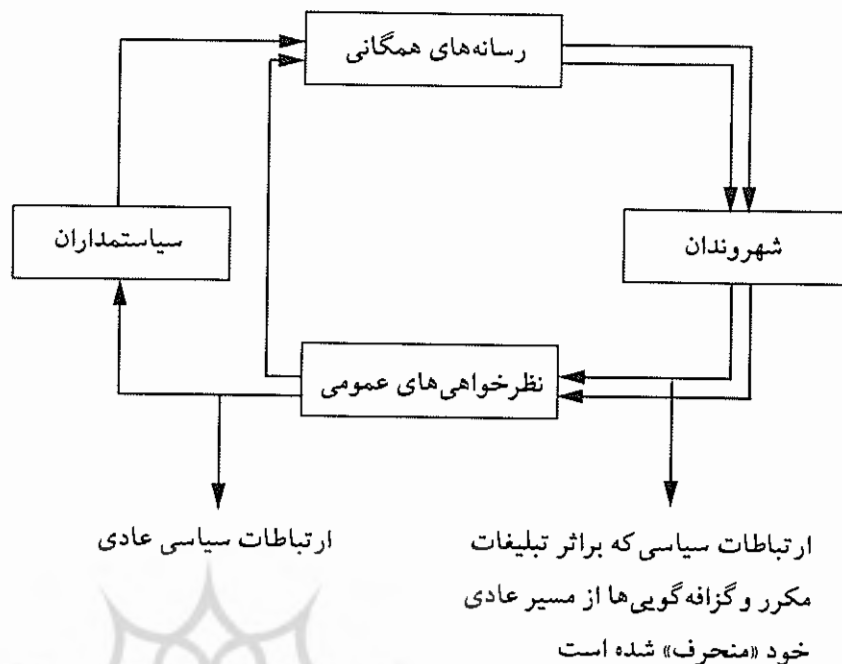 رسانه‌های همگانی
سیاستمداران
شهروندان
نظرخواهی‌های عمومی
ارتباطات سیاسی عادی
ارتباطات سیاسی که براثر تبلیغات
مکرر و گزافه‌گویی‌ها از مسیر عادی
خود «منحرف» شده است